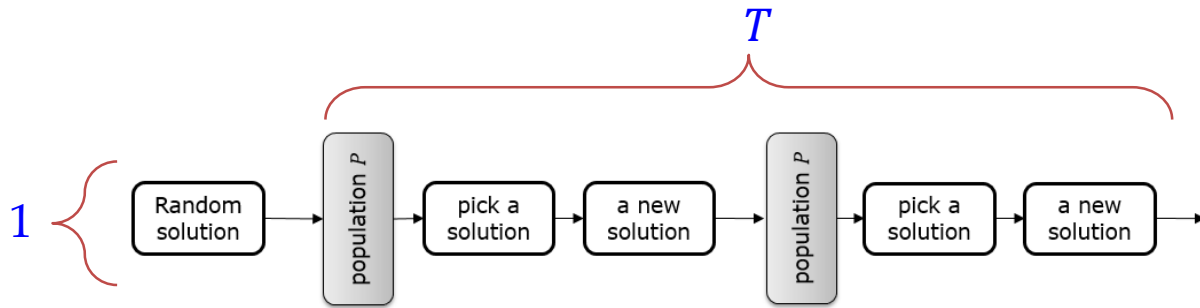 T
1
Random
solution
population P
pick a
solution
a new
solution
population P
pick a
solution
a new
solution